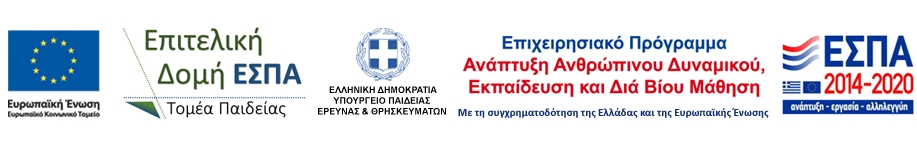 Ευρωπαϊκή Ένωση
Ευρωπαϊκό Κοινωνικό Ταμείο
Επιτελική
Δομή ΕΣΠΑ
Τομέα Παιδείας
ΕΛΛΗΝΙΚΗ ΔΗΜΟΚΡΑΤΙΑ
ΥΠΟΥΡΓΕΙΟ ΠΑΙΔΕΙΑΣ
ΕΡΕΥΝΑΣ & ΘΡΗΣΚΕΥΜΑΤΩΝ
Επιχειρησιακό Πρόγραμμα
Ανάπτυξη Ανθρώπινου Δυναμικού,
Εκπαίδευση και Διά Βίου Μάθηση
Με τη συγχρηματοδότηση της Ελλάδας και της Ευρωπαϊκής Ένωσης
ΕΣΠΑ
2014-2020
ανάπτυξη - εργασία - αλληλεγγύη